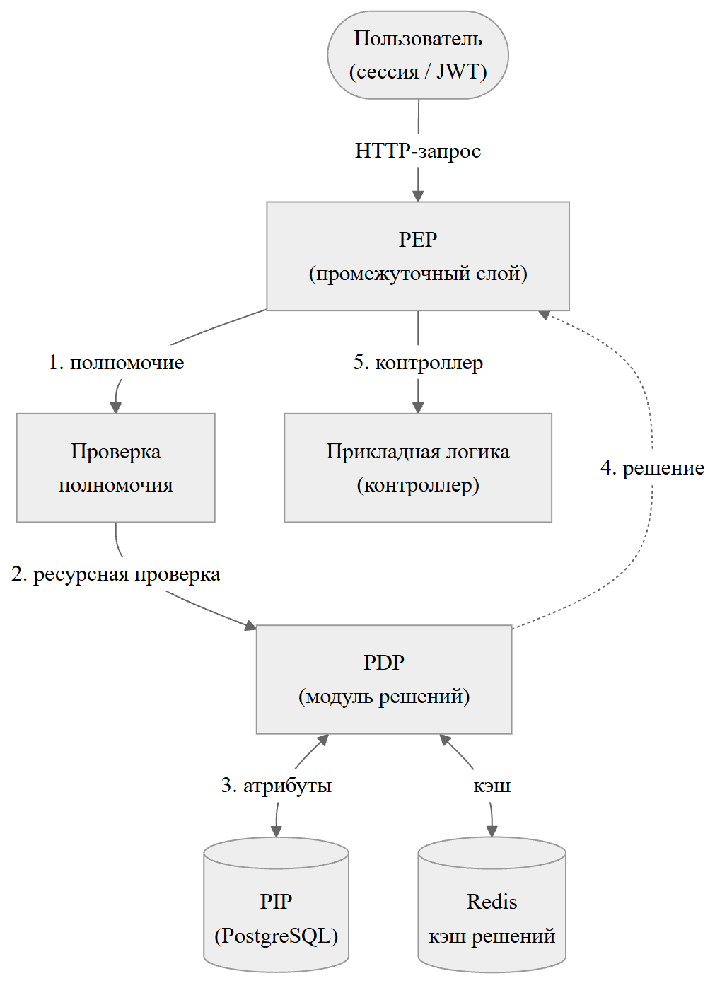 Пользователь
(сессия / JWT)
HTTP-запрос
PEP
(промежуточный слой)
1. полномочие
5. контроллер
Проверка
полномочия
Прикладная логика
(контроллер)
4. решение
2. ресурсная проверка
PDP
(модуль решений)
3. атрибуты
кэш
PIP
(PostgreSQL)
Redis
кэш решений